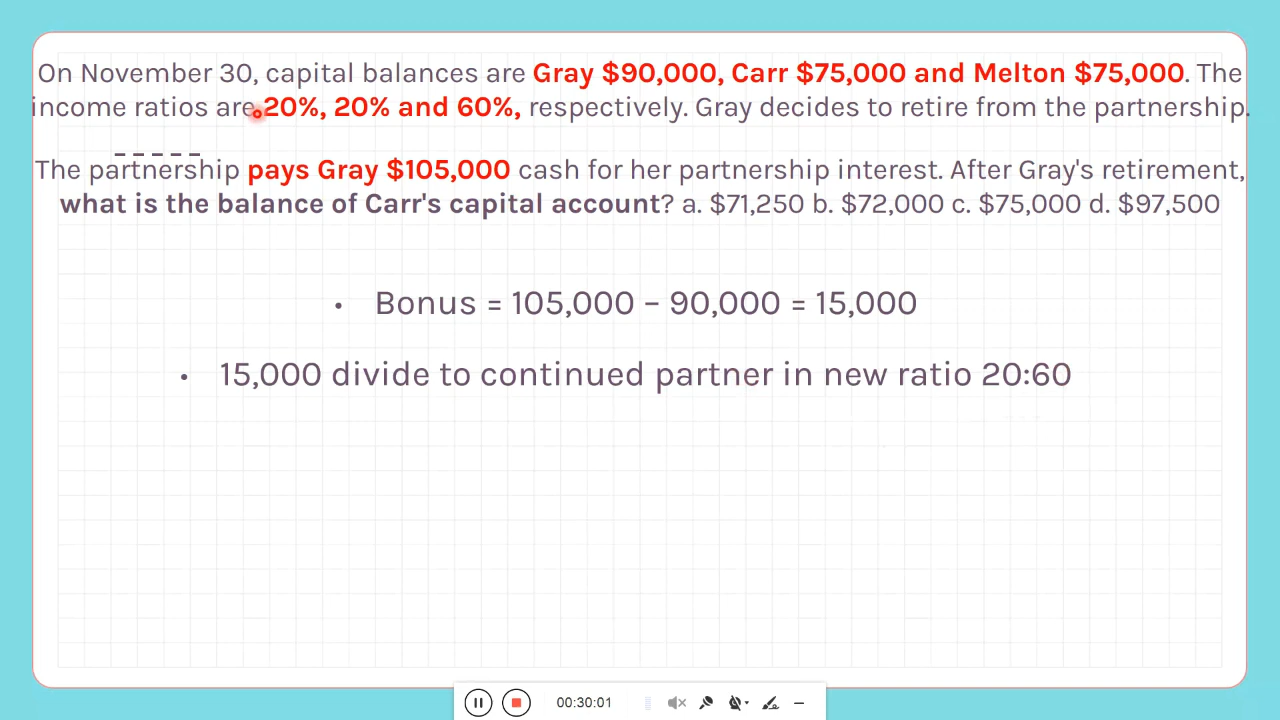 On November 30, capital balances are Gray $90,000, Carr $75,000 and Melton $75,000. The
income ratios are 20%, 20% and 60%, respectively. Gray decides to retire from the partnership.
The partnership pays Gray $105,000 cash for her partnership interest. After Gray's retirement,
what is the balance of Carr's capital account? a. $71,250 b. $72,000 c. $75,000 d. $97,500
• Bonus = 105,000 – 90,000 = 15,000
• 15,000 divide to continued partner in new ratio 20:60
00:30:01